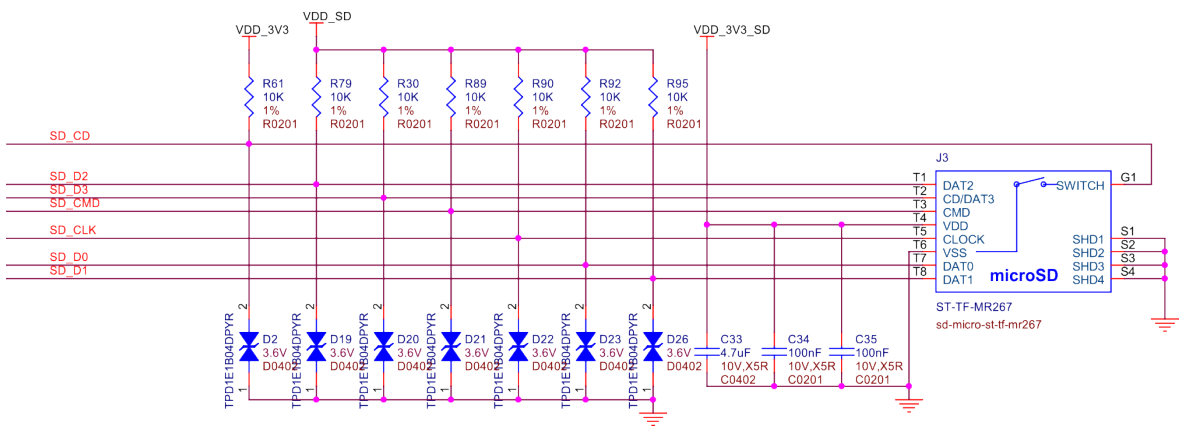 VDD_3V3
VDD_SD
VDD_3V3_SD
R61
10K
1%
R0201
R79
10K
1%
R0201
R30
10K
1%
R0201
R89
10K
1%
R0201
R90
10K
1%
R0201
R92
10K
1%
R0201
R95
10K
1%
R0201
SD_CD
SD_D2
SD_D3
SD_CMD
SD_CLK
SD_D0
SD_D1
J3
T1 DAT2
T2 CD/DAT3
T3 CMD
T4 VDD
T5 CLOCK
T6 VSS
T7 DAT0
T8 DAT1
SWITCH G1
SHD1 S1
SHD2 S2
SHD3 S3
SHD4 S4
microSD
ST-TF-MR267
sd-micro-st-tf-mr267
2
TPD1E1B04DPYR
D2
3.6V
D0402
1
2
TPD1E1B04DPYR
D19
3.6V
D0402
1
2
TPD1E1B04DPYR
D20
3.6V
D0402
1
2
TPD1E1B04DPYR
D21
3.6V
D0402
1
2
TPD1E1B04DPYR
D22
3.6V
D0402
1
2
TPD1E1B04DPYR
D23
3.6V
D0402
1
2
TPD1E1B04DPYR
D26
3.6V
D0402
1
C33
4.7uF
10V,X5R
C0402
C34
100nF
10V,X5R
C0201
C35
100nF
10V,X5R
C0201